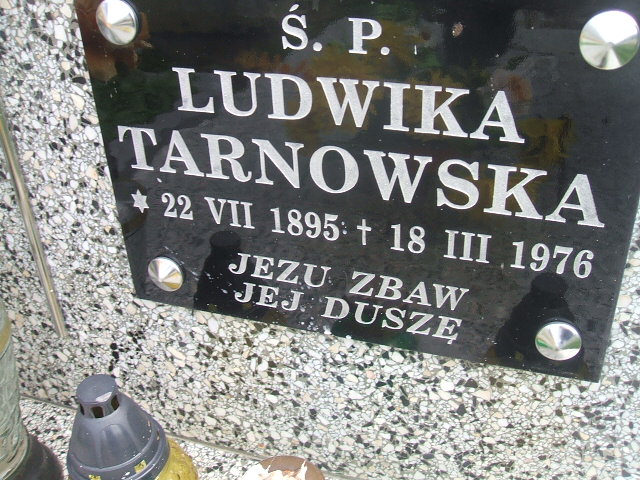 Ś. P.
LUDWIKA
TARNOWSKA
* 22 VII 1895 † 18 III 1976
JEZU ZBAW
JEJ DUSZĘ